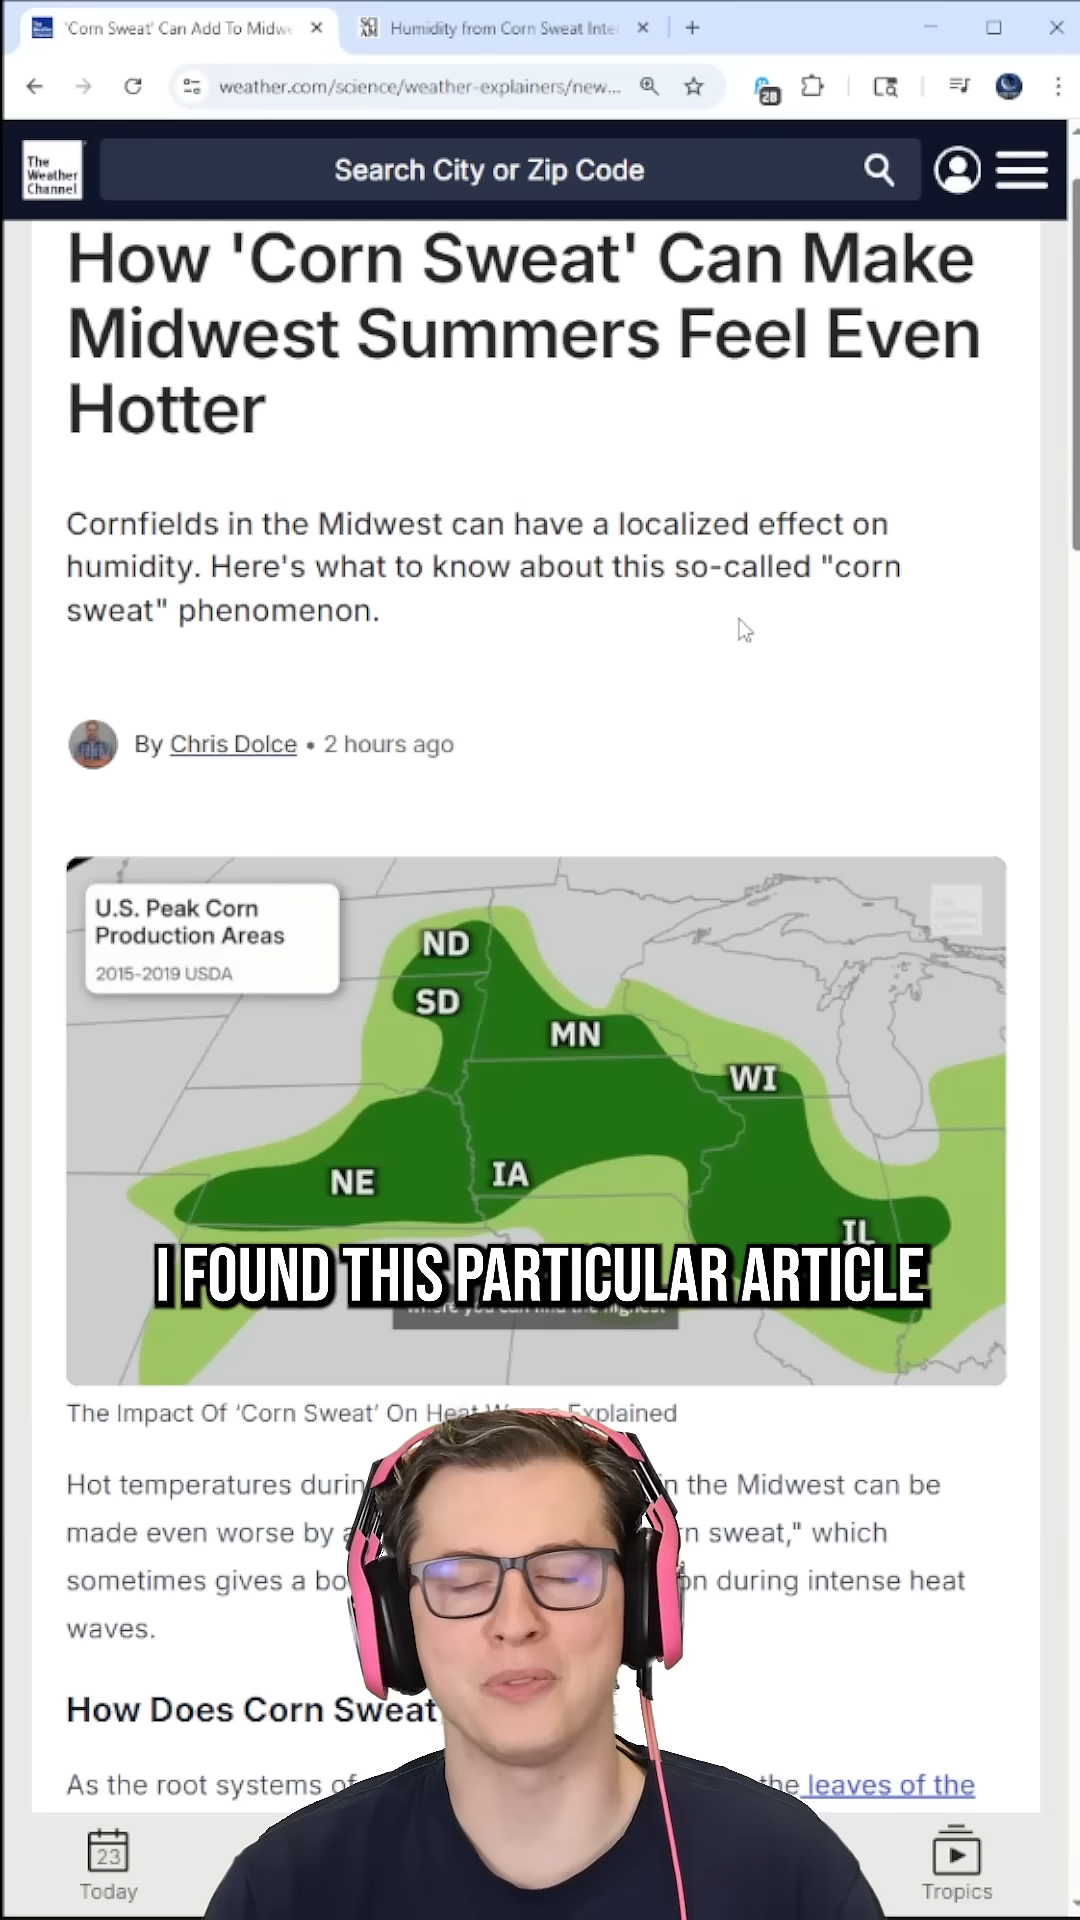 'Corn Sweat' Can Add To Midw
Humidity from Corn Sweat Inte
weather.com/science/weather-explainers/new...
20
The
Weather
Channel
Search City or Zip Code
How 'Corn Sweat' Can Make
Midwest Summers Feel Even
Hotter
Cornfields in the Midwest can have a localized effect on
humidity. Here's what to know about this so-called "corn
sweat" phenomenon.
By Chris Dolce • 2 hours ago
U.S. Peak Corn
Production Areas
2015-2019 USDA
ND
SD
MN
WI
NE
IA
IL
I FOUND THIS PARTICULAR ARTICLE
The Impact Of 'Corn Sweat' On Heat Explained
Hot temperatures durin the Midwest can be
made even worse by sweat," which
sometimes gives a bo during intense heat
waves.
How Does Corn Sweat
As the root systems of the leaves of the
23
Today
Tropics